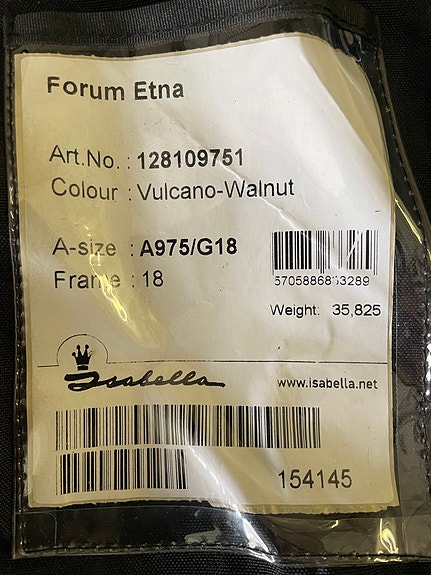 Forum Etna
Art.No. : 128109751
Colour : Vulcano-Walnut
A-size : A975/G18
Frame : 18
Weight: 35,825
Isabella
www.isabella.net
154145